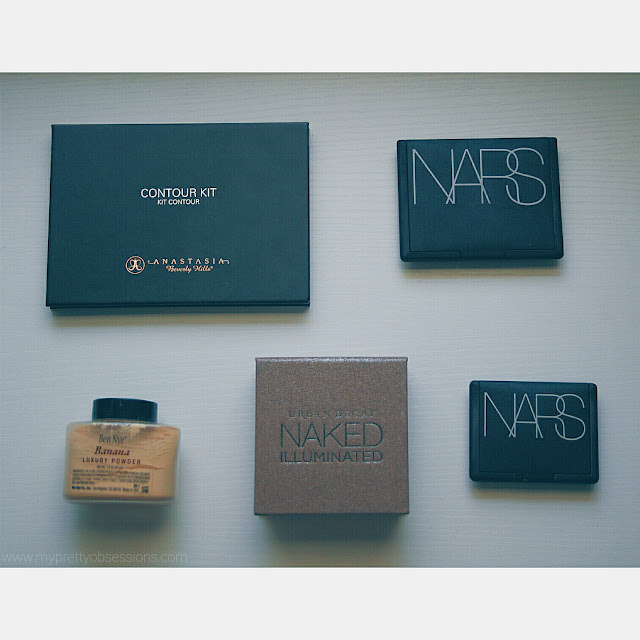 CONTOUR KIT
KIT CONTOUR
ANASTASIA
Beverly Hills®
NARS
Ben Nye®
Banana
LUXURY POWDER
URBAN DECAY
NAKED
ILLUMINATED
NARS
www.myprettyobsessions.com